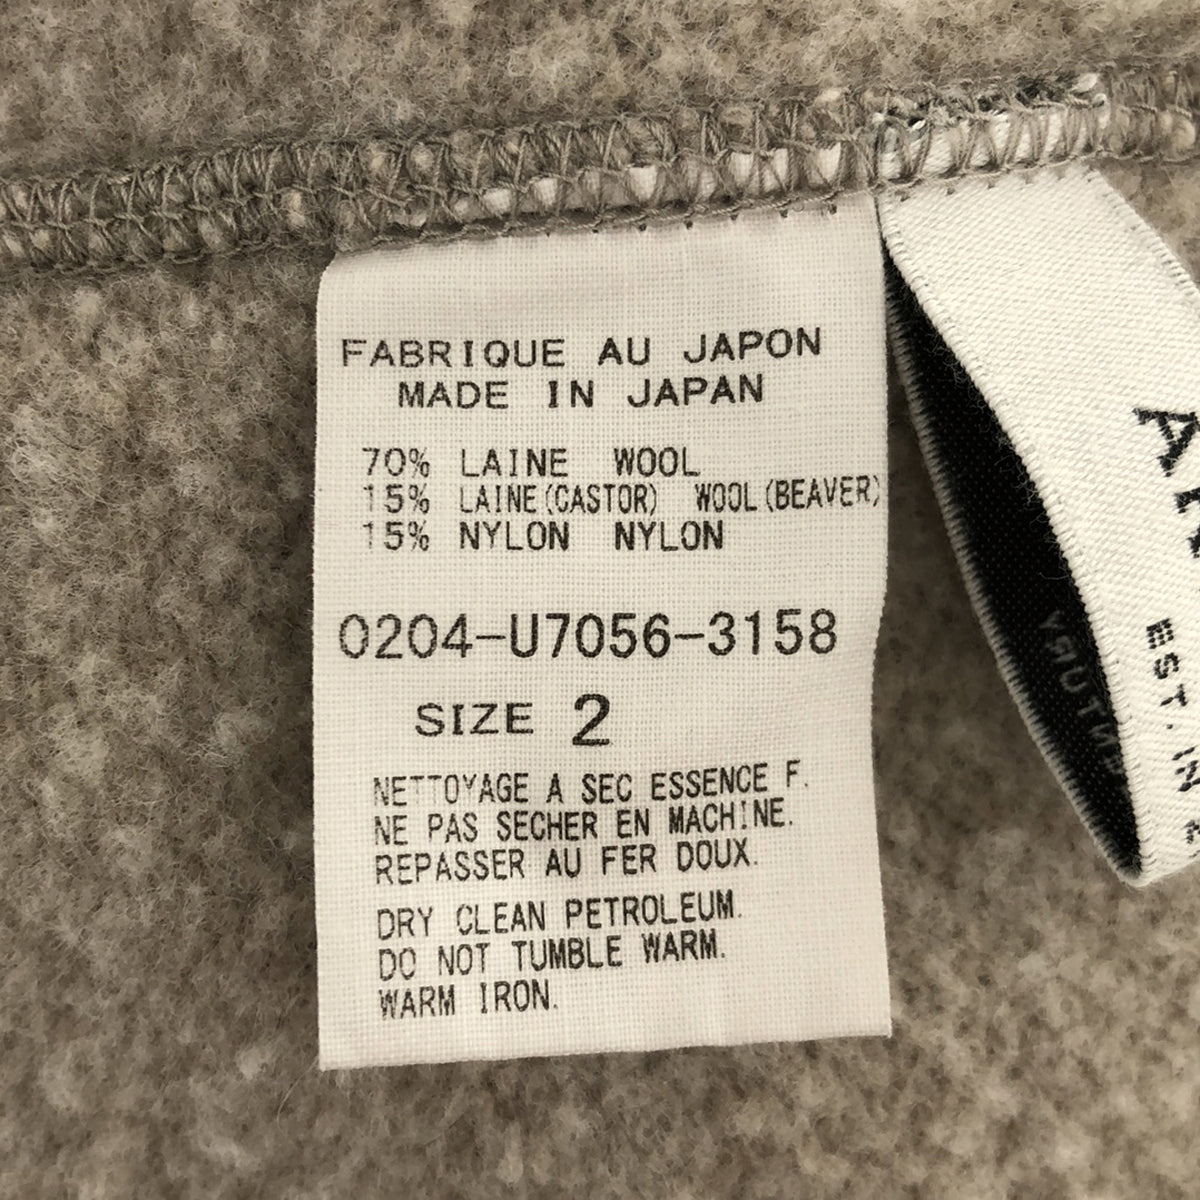 FABRIQUE AU JAPON
MADE IN JAPAN
70% LAINE WOOL
15% LAINE(CASTOR) WOOL(BEAVER)
15% NYLON NYLON
0204-U7056-3158
SIZE 2
NETTOYAGE A SEC ESSENCE F.
NE PAS SECHER EN MACHINE.
REPASSER AU FER DOUX.
DRY CLEAN PETROLEUM.
DO NOT TUMBLE WARM.
WARM IRON.
EST. IN